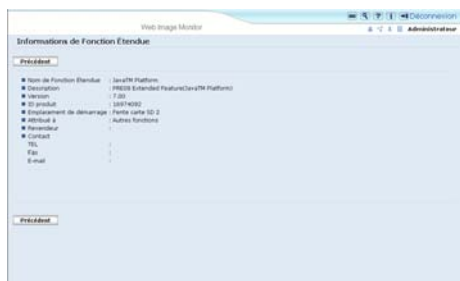 Déconnexion
Web Image Monitor
Administrateur
Informations de Fonction Étendue
Précédent
Nom de Fonction Étendue : JavaTM Platform
Description : Extended Feature(JavaTM Platform)
Version : 7.00
ID produit : 16974092
Emplacement de démarrage : Fente carte SD 2
Attribué à : Autres fonctions
Revendeur :
Contact
TEL :
Fax :
E-mail :
Précédent